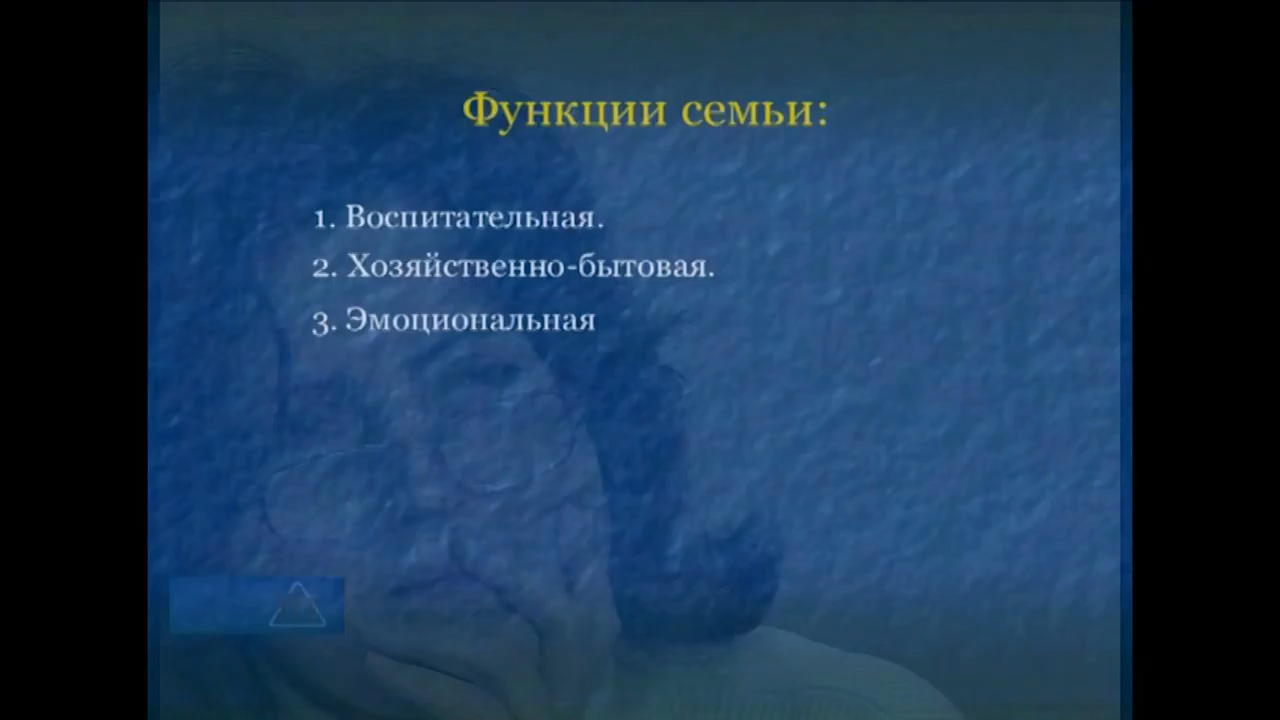 Функции семьи:
1. Воспитательная.
2. Хозяйственно-бытовая.
3. Эмоциональная